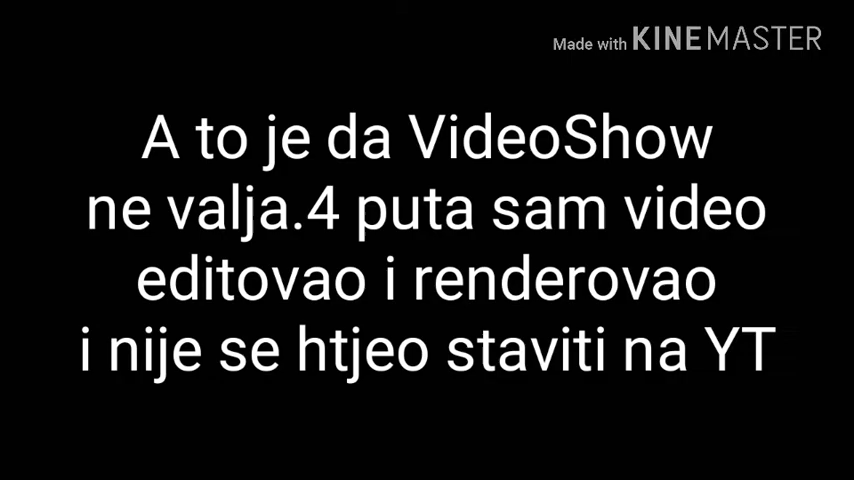 Made with KINEMASTER
A to je da VideoShow
ne valja.4 puta sam video
editovao i renderovao
i nije se htjeo staviti na YT